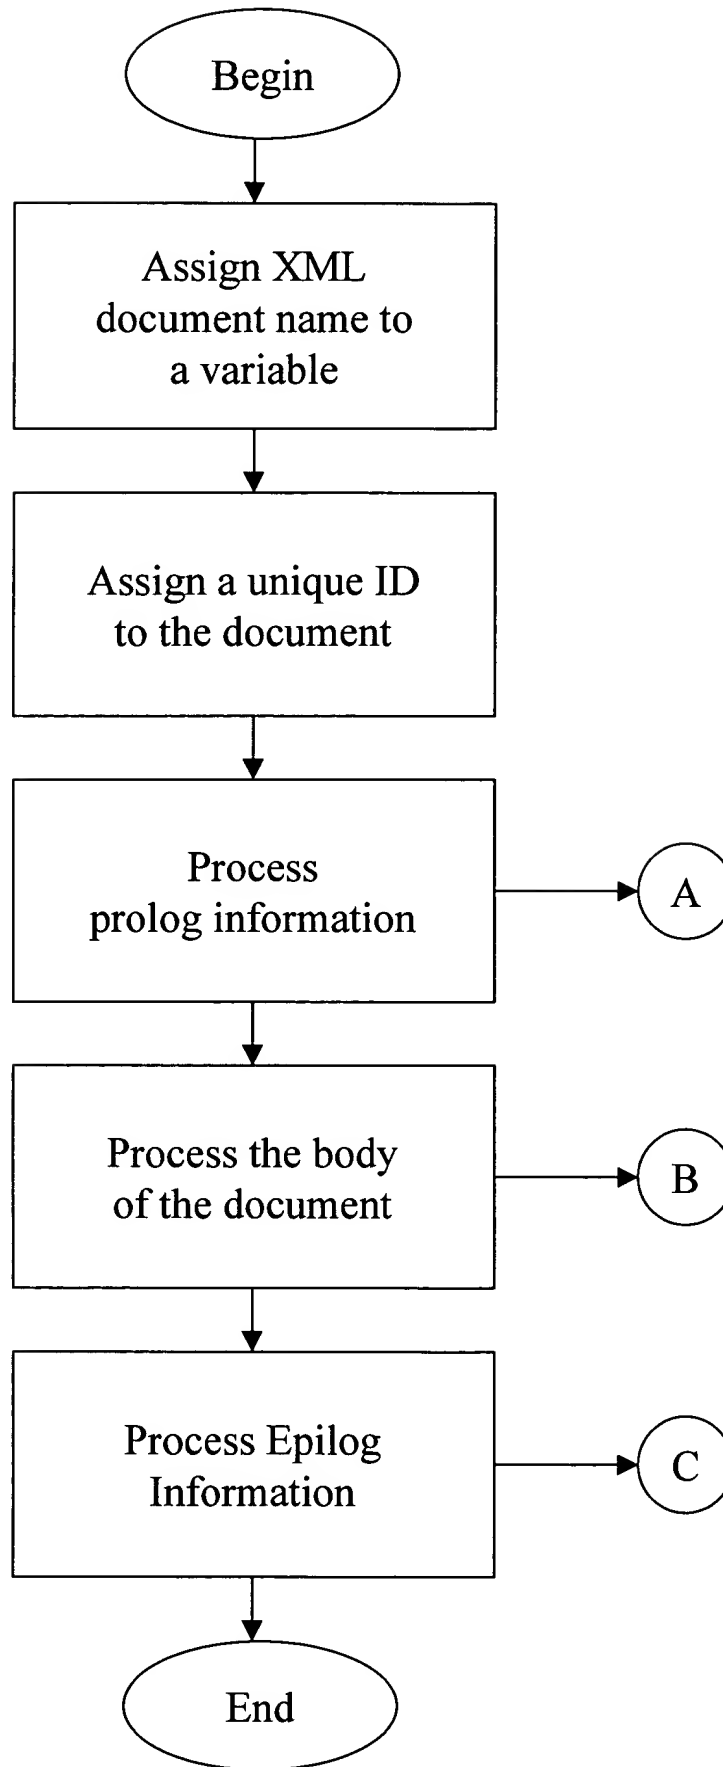 Begin
Assign XML
document name to
a variable
Assign a unique ID
to the document
Process
prolog information
A
Process the body
of the document
B
Process Epilog
Information
C
End